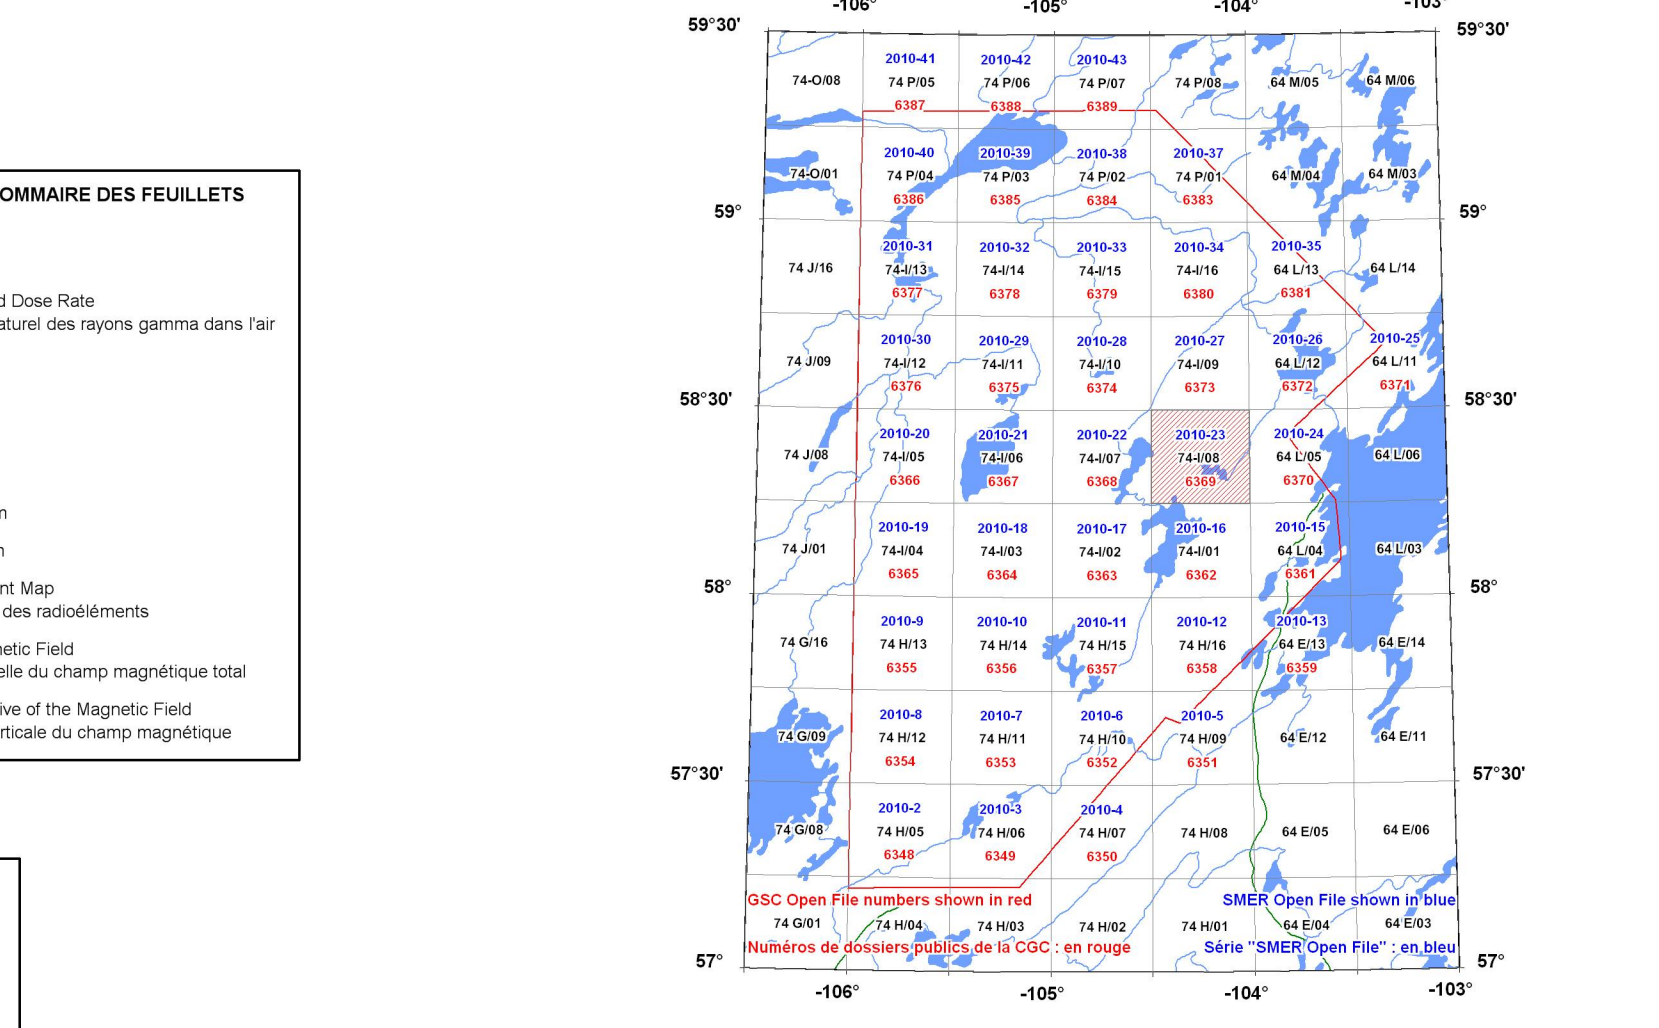 OMMAIRE DES FEUILLETS
d Dose Rate
aturel des rayons gamma dans l'air
m
n
nt Map
des radioéléments
netic Field
elle du champ magnétique total
ive of the Magnetic Field
rticale du champ magnétique
-106° -105° -104° -103°
59°30' 59°30'
2010-41 2010-42 2010-43
74-O/08 74 P/05 74 P/06 74 P/07 74 P/08 64 M/05 64 M/06
6387 6388 6389
2010-40 2010-39 2010-38 2010-37
74-O/01 74 P/04 74 P/03 74 P/02 74 P/01 64 M/04 64 M/03
6386 6385 6384 6383
59° 59°
2010-31 2010-32 2010-33 2010-34 2010-35
74 J/16 74-I/13 74-I/14 74-I/15 74-I/16 64 L/13 64 L/14
6377 6378 6379 6380 6381
2010-30 2010-29 2010-28 2010-27 2010-26 2010-25
74 J/09 74-I/12 74-I/11 74-I/10 74-I/09 64 L/12 64 L/11
6376 6375 6374 6373 6372 6371
58°30' 58°30'
2010-20 2010-21 2010-22 2010-23 2010-24
74 J/08 74-I/05 74-I/06 74-I/07 74-I/08 64 L/05 64 L/06
6366 6367 6368 6369 6370
2010-19 2010-18 2010-17 2010-16 2010-15
74 J/01 74-I/04 74-I/03 74-I/02 74-I/01 64 L/04 64 L/03
6365 6364 6363 6362 6361
58° 58°
2010-9 2010-10 2010-11 2010-12 2010-13
74 G/16 74 H/13 74 H/14 74 H/15 74 H/16 64 E/13 64 E/14
6355 6356 6357 6358 6359
2010-8 2010-7 2010-6 2010-5
74 G/09 74 H/12 74 H/11 74 H/10 74 H/09 64 E/12 64 E/11
6354 6353 6352 6351
57°30' 57°30'
2010-2 2010-3 2010-4
74 G/08 74 H/05 74 H/06 74 H/07 74 H/08 64 E/05 64 E/06
6348 6349 6350
GSC Open File numbers shown in red SMER Open File shown in blue
74 G/01 74 H/04 74 H/03 74 H/02 74 H/01 64 E/04 64 E/03
Numéros de dossiers publics de la CGC : en rouge Série "SMER Open File" : en bleu
57° 57°
-106° -105° -104° -103°